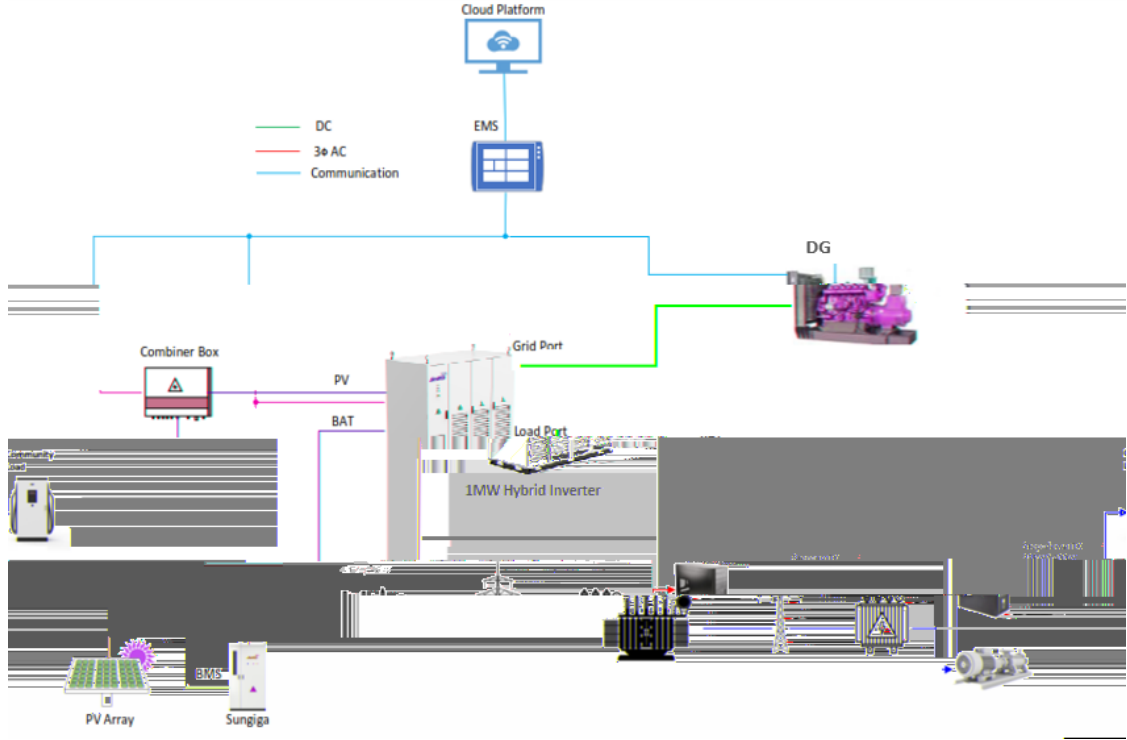 Cloud Platform
EMS
DC
3Φ AC
Communication
DG
Combiner Box
Grid Port
PV
BAT
Load Port
1MW Hybrid Inverter
BMS
PV Array
Sungiga